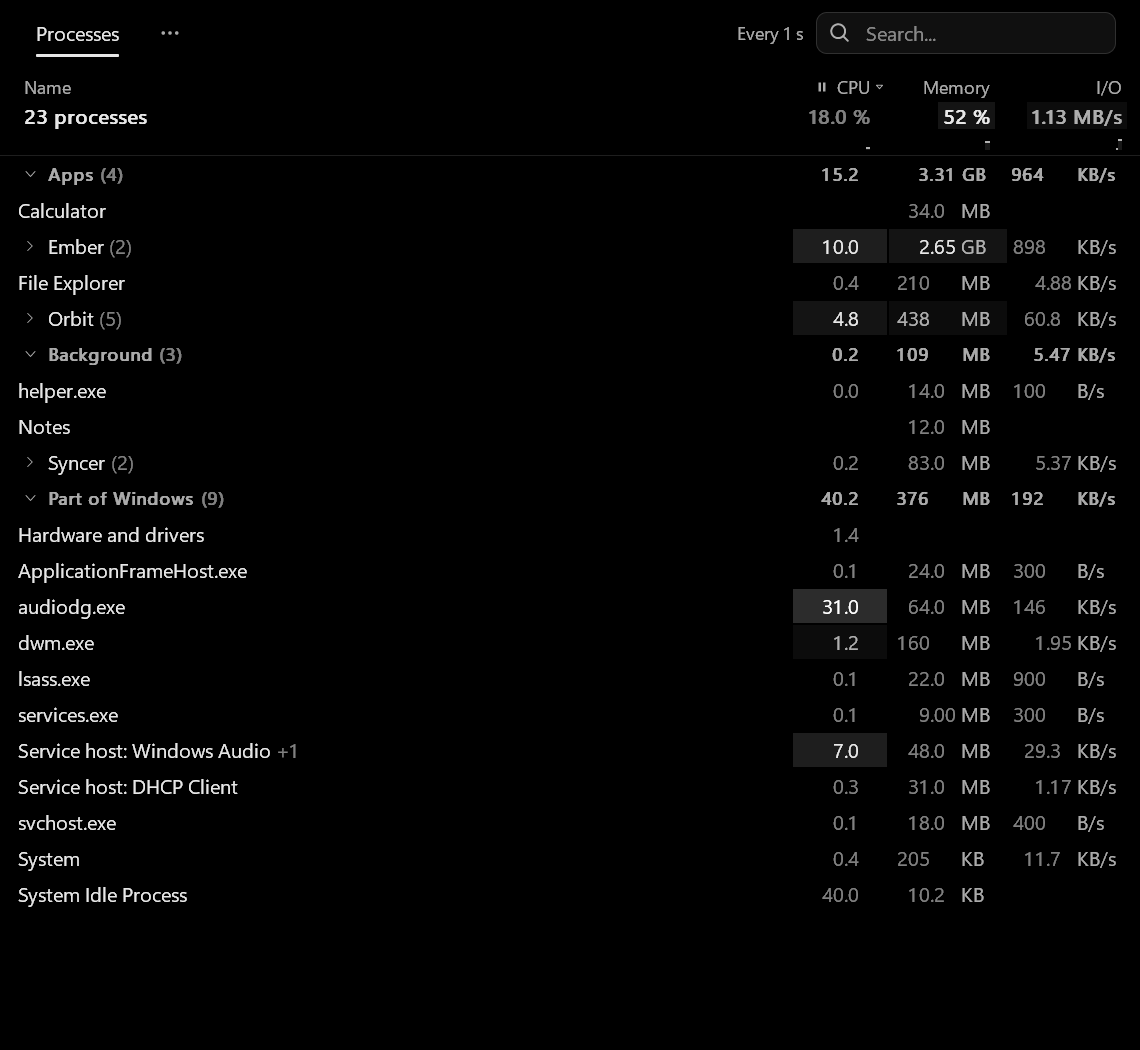 Processes ··· Every 1 s Search...
Name CPU Memory I/O
23 processes 18.0 % 52 % 1.13 MB/s
Apps (4) 15.2 3.31 GB 964 KB/s
Calculator 34.0 MB
Ember (2) 10.0 2.65 GB 898 KB/s
File Explorer 0.4 210 MB 4.88 KB/s
Orbit (5) 4.8 438 MB 60.8 KB/s
Background (3) 0.2 109 MB 5.47 KB/s
helper.exe 0.0 14.0 MB 100 B/s
Notes 12.0 MB
Syncer (2) 0.2 83.0 MB 5.37 KB/s
Part of Windows (9) 40.2 376 MB 192 KB/s
Hardware and drivers 1.4
ApplicationFrameHost.exe 0.1 24.0 MB 300 B/s
audiodg.exe 31.0 64.0 MB 146 KB/s
dwm.exe 1.2 160 MB 1.95 KB/s
lsass.exe 0.1 22.0 MB 900 B/s
services.exe 0.1 9.00 MB 300 B/s
Service host: Windows Audio +1 7.0 48.0 MB 29.3 KB/s
Service host: DHCP Client 0.3 31.0 MB 1.17 KB/s
svchost.exe 0.1 18.0 MB 400 B/s
System 0.4 205 KB 11.7 KB/s
System Idle Process 40.0 10.2 KB